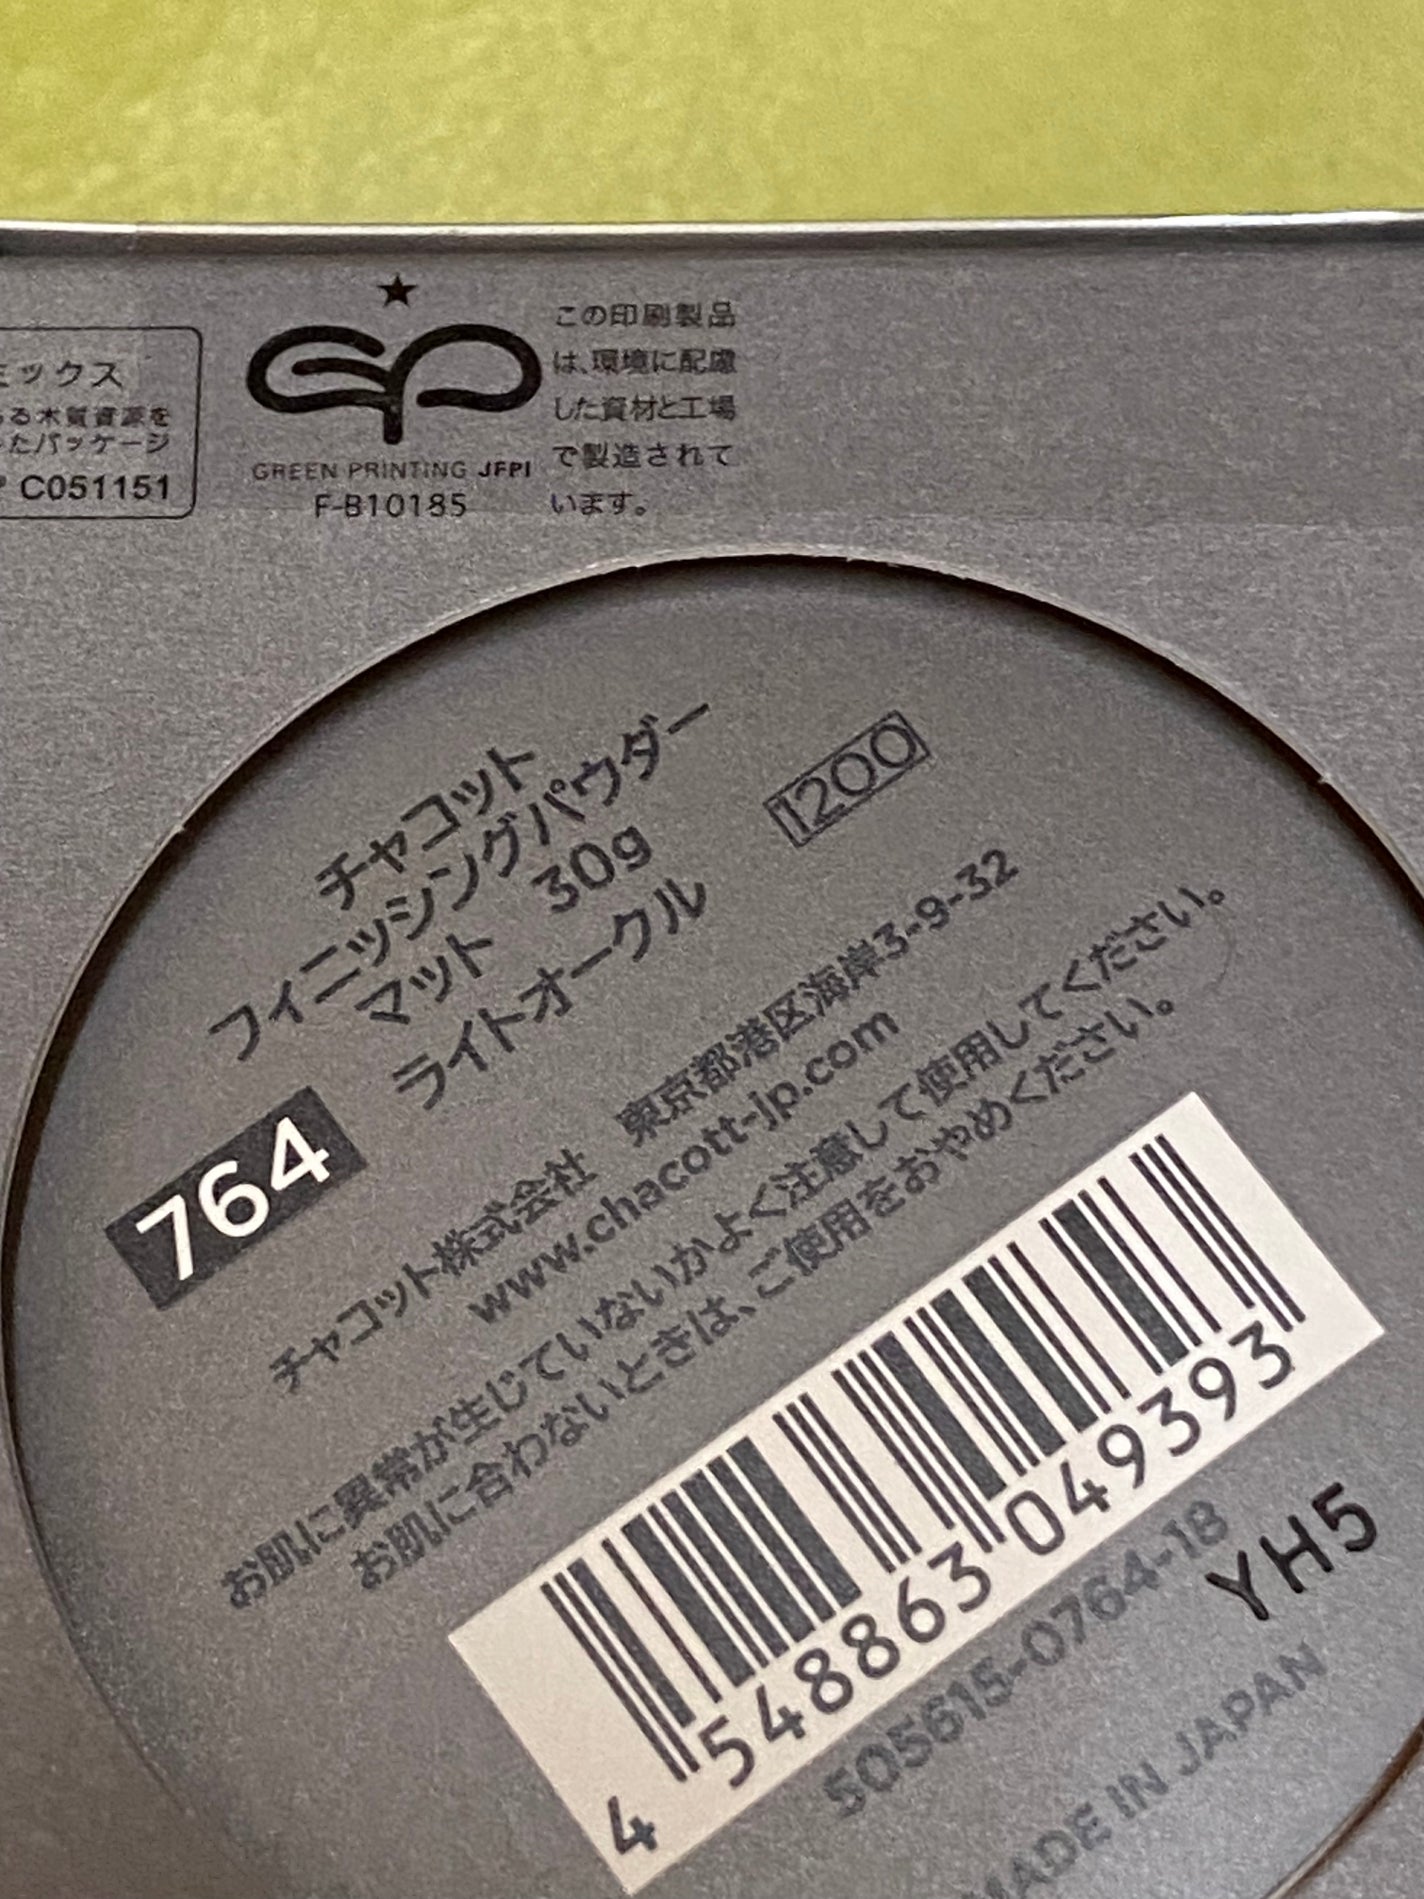 ミックス
る木質資源を
たパッケージ
C051151
GREEN PRINTING JFPI
F-B10185
この印刷製品
は、環境に配慮
した資材と工場
で製造されて
います。
チャコット
フィニッシングパウダー
マット 30g
ライトオークル
1200
764
チャコット株式会社 東京都港区海岸3-9-32
www.chacott-jp.com
お肌に異常が生じていないかよく注意して使用してください。
お肌に合わないときは、ご使用をおやめください。
4548863049393
505615-0764-18
YH5
MADE IN JAPAN